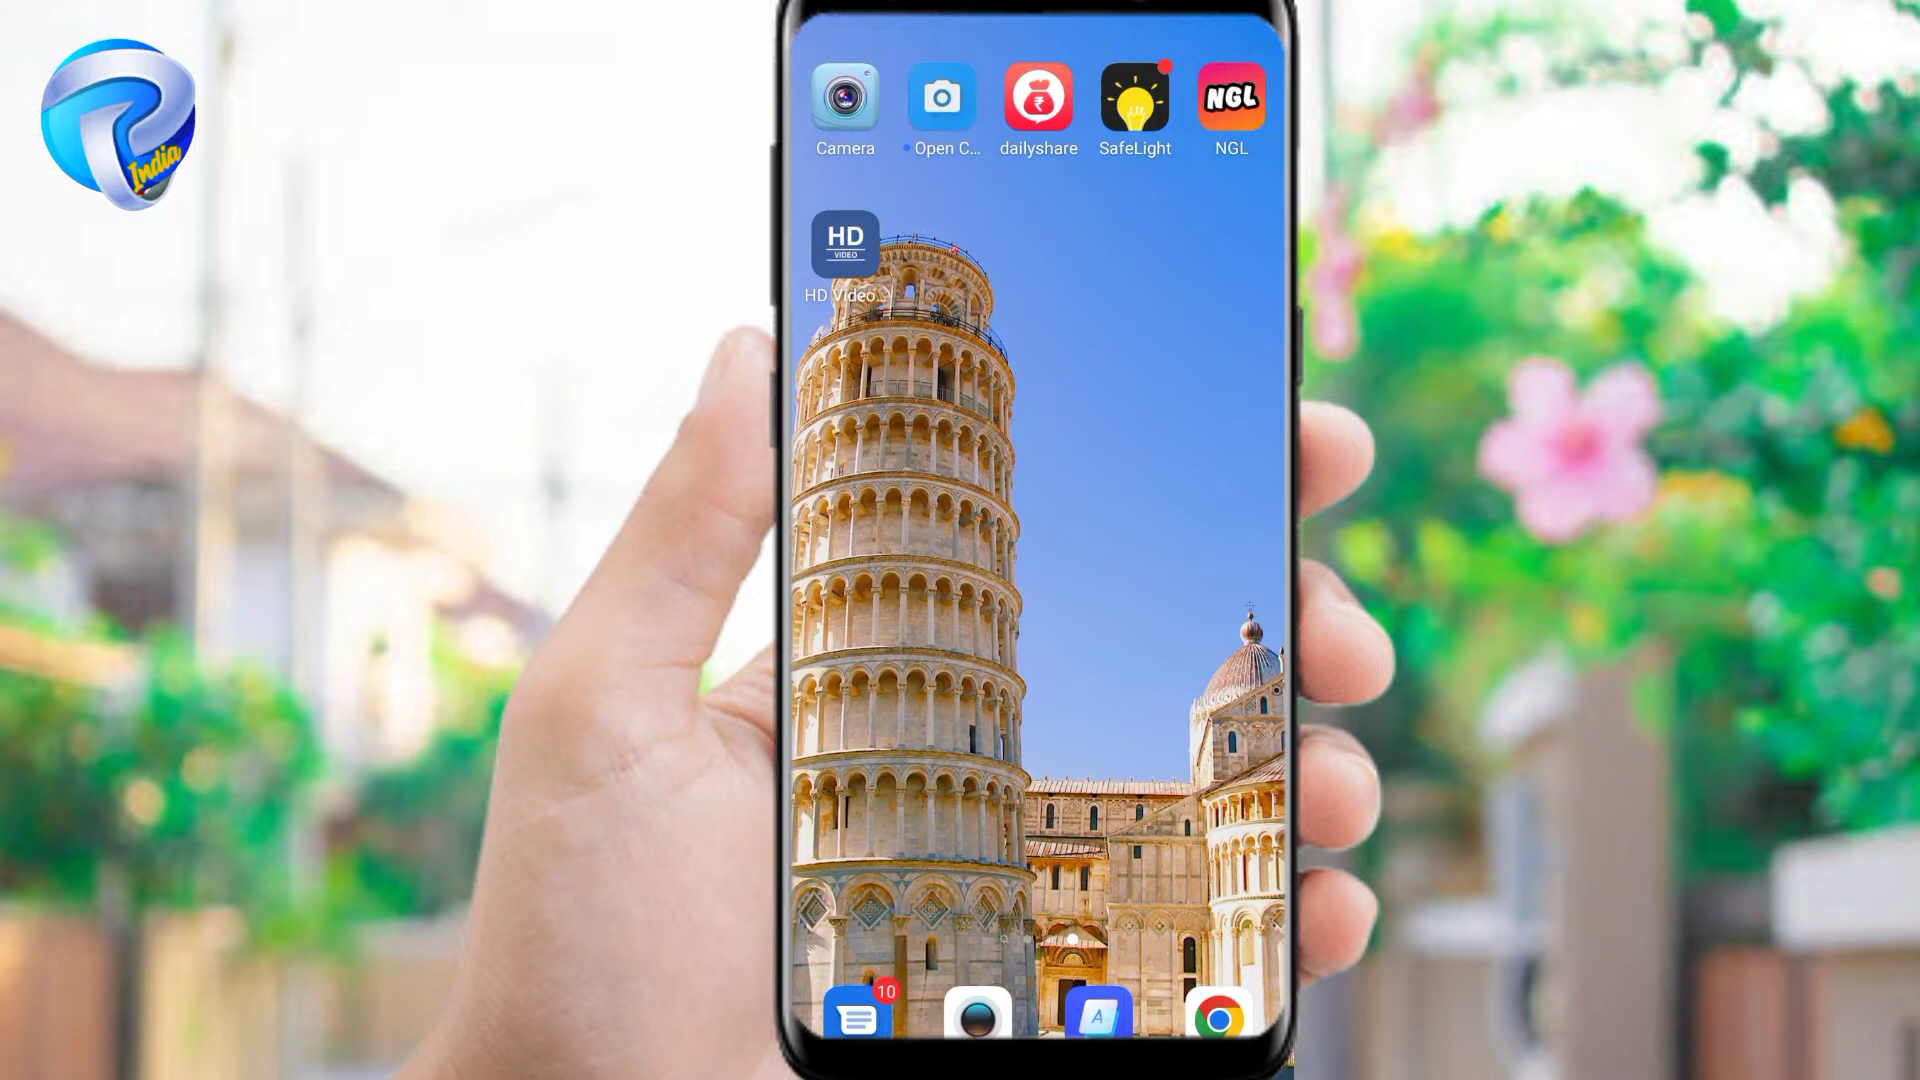 India
Camera
Open C...
dailyshare
SafeLight
NGL
NGL
HD
VIDEO
HD Video...
10
A